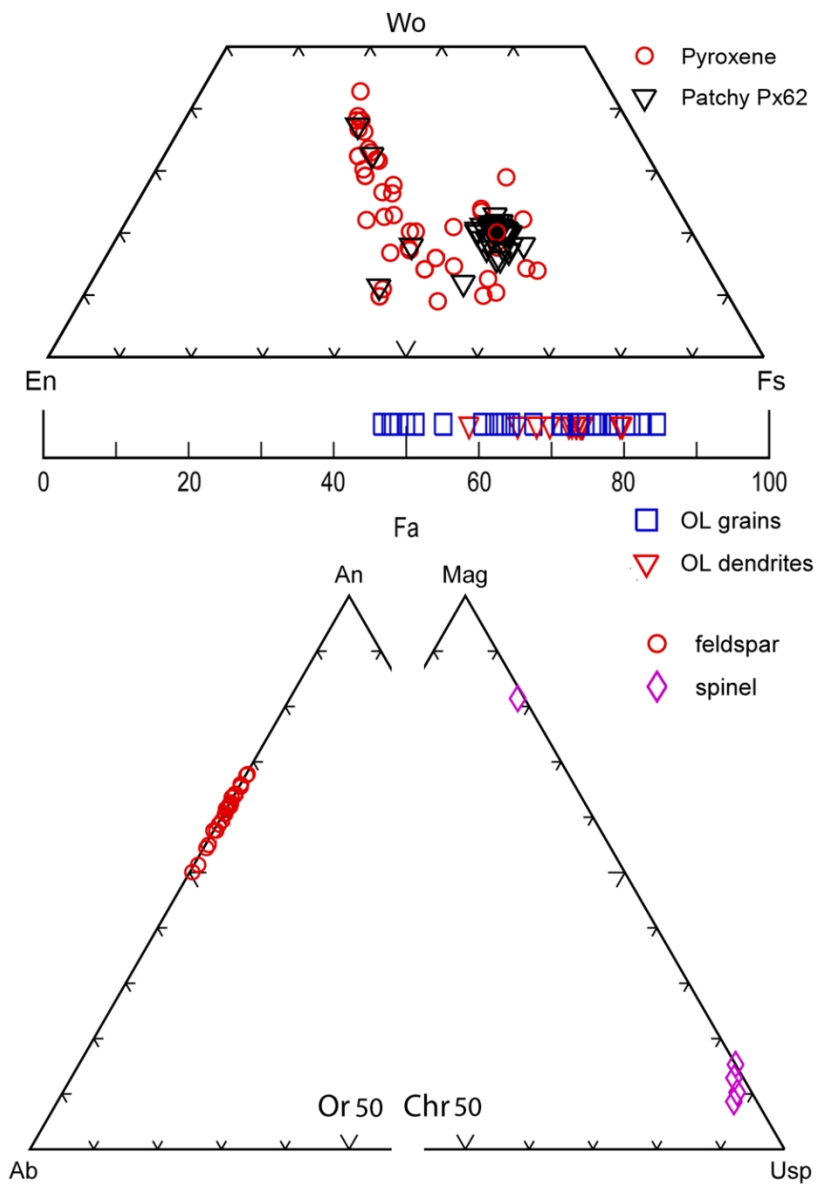 Wo
Pyroxene
Patchy Px62
En Fs
0 20 40 60 80 100
Fa
OL grains
OL dendrites
An Mag
feldspar
spinel
Or 50 Chr 50
Ab Usp